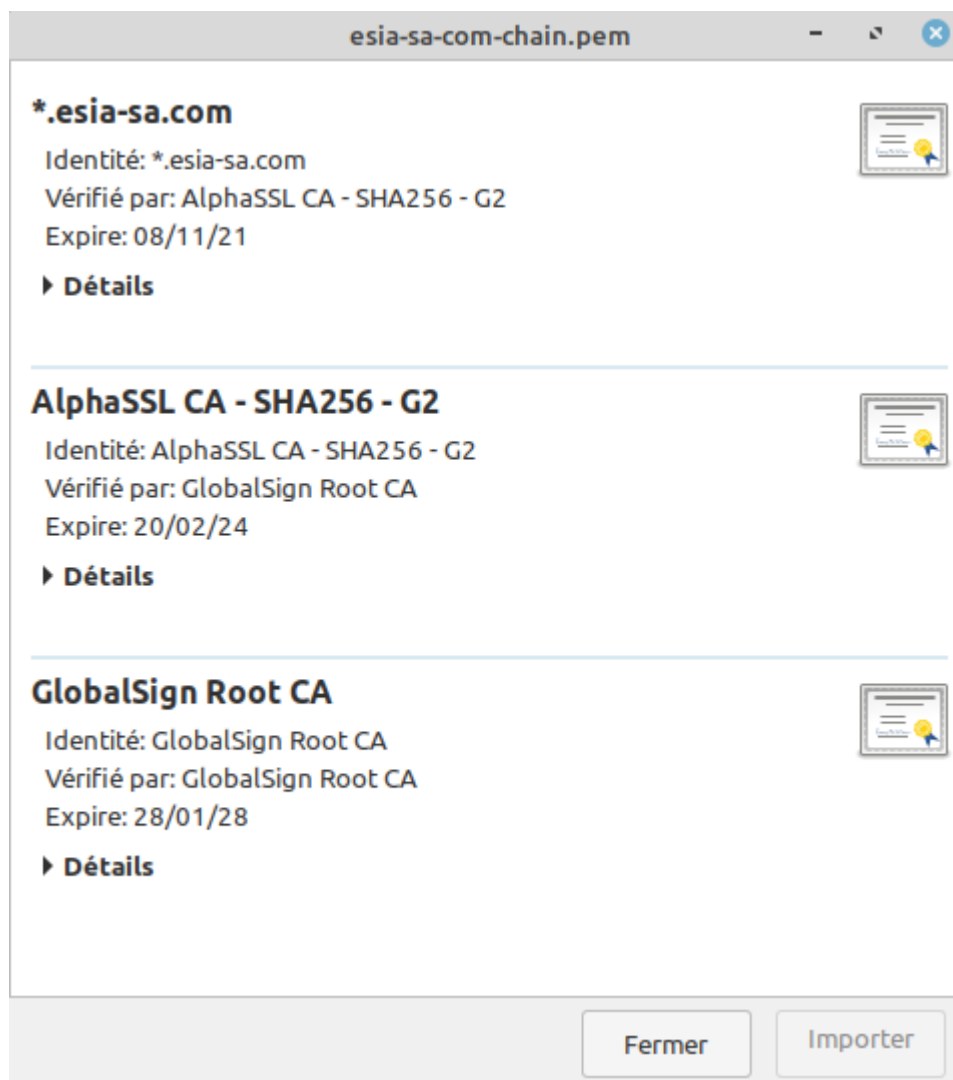 esia-sa-com-chain.pem
*.esia-sa.com
Identité: *.esia-sa.com
Vérifié par: AlphaSSL CA - SHA256 - G2
Expire: 08/11/21
Détails
AlphaSSL CA - SHA256 - G2
Identité: AlphaSSL CA - SHA256 - G2
Vérifié par: GlobalSign Root CA
Expire: 20/02/24
Détails
GlobalSign Root CA
Identité: GlobalSign Root CA
Vérifié par: GlobalSign Root CA
Expire: 28/01/28
Détails
Fermer
Importer